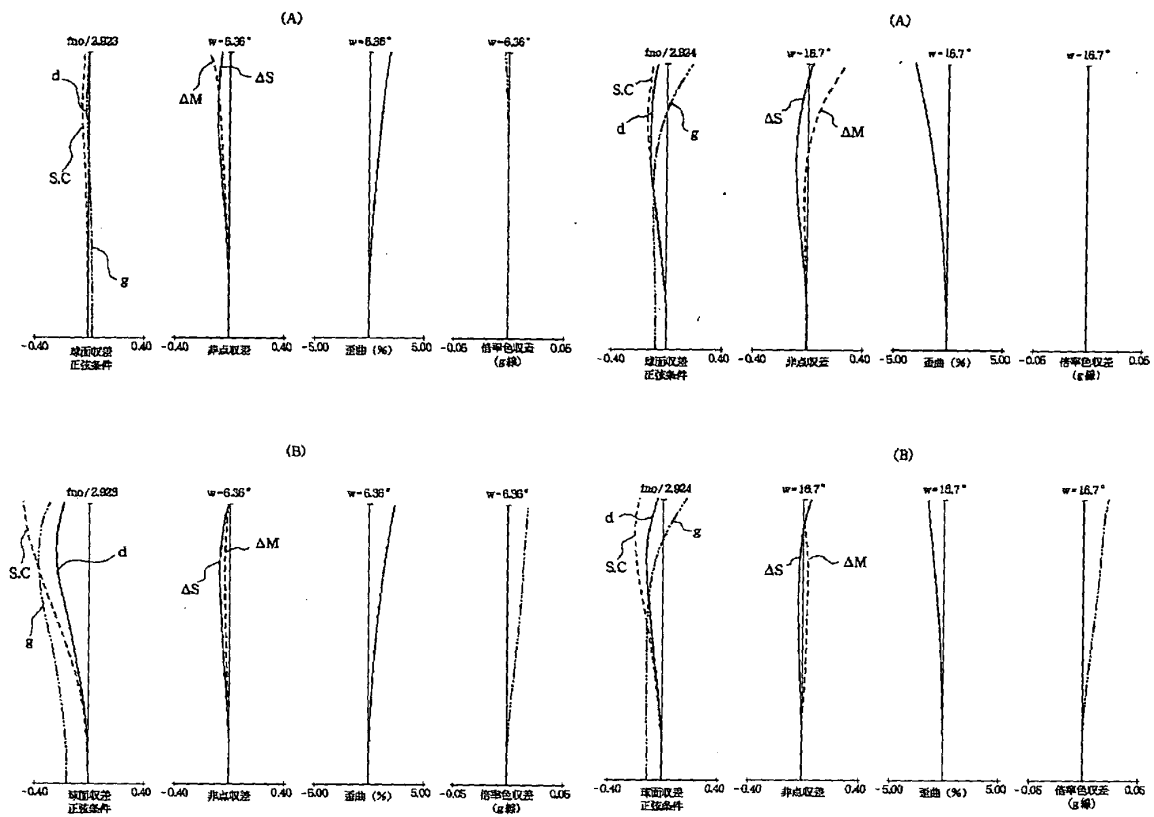 (A)
fno/2.923
w=6.36°
w=6.36°
w=6.36°
d
S.C
g
ΔS
ΔM
-0.40
0.40
球面収差
正弦条件
-0.40
0.40
非点収差
-5.00
5.00
歪曲 (%)
-0.05
0.05
倍率色収差
(g線)
(A)
fno/2.924
w=16.7°
w=16.7°
w=16.7°
S.C
d
g
ΔS
ΔM
-0.40
0.40
球面収差
正弦条件
-0.40
0.40
非点収差
-5.00
5.00
歪曲 (%)
-0.05
0.05
倍率色収差
(g線)
(B)
fno/2.923
w=6.36°
w=6.36°
w=6.36°
S.C
d
g
ΔM
ΔS
-0.40
0.40
球面収差
正弦条件
-0.40
0.40
非点収差
-5.00
5.00
歪曲 (%)
-0.05
0.05
倍率色収差
(g線)
(B)
fno/2.924
w=16.7°
w=16.7°
w=16.7°
d
S.C
g
ΔS
ΔM
-0.40
0.40
球面収差
正弦条件
-0.40
0.40
非点収差
-5.00
5.00
歪曲 (%)
-0.05
0.05
倍率色収差
(g線)